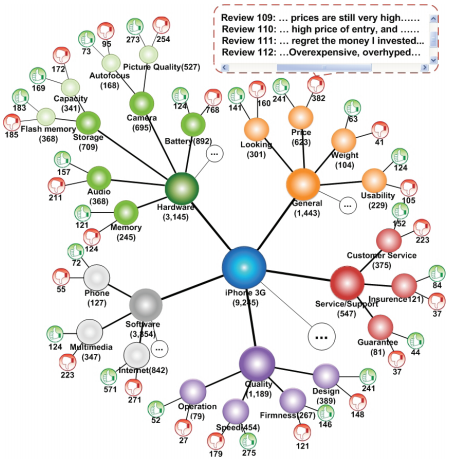 Review 109: … prices are still very high……
Review 110: … high price of entry, and ……
Review 111: … regret the money I invested...
Review 112: …Overexpensive, overhyped…
73
95
273
254
Autofocus
(168)
Picture Quality(527)
172
169
Capacity
(341)
183
185
Flash memory
(368)
Storage
(709)
Camera
(695)
124
768
Battery(892)
...
141
160
Looking
(301)
241
382
Price
(623)
63
41
Weight
(104)
124
105
Usability
(229)
157
211
Audio
(368)
121
124
Memory
(245)
Hardware
(3,145)
General
(1,443)
...
152
223
Customer Service
(375)
72
55
Phone
(127)
iPhone 3G
(9,245)
Service/Support
(547)
84
37
Insurence121)
Software
(3,354)
...
124
223
Multimedia
(347)
Guarantee
(81)
44
37
...
571
271
Internet(842)
Quality
(1,189)
52
27
Operation
(79)
179
275
Speed(454)
Firmness(267)
146
121
Design
(389)
241
148